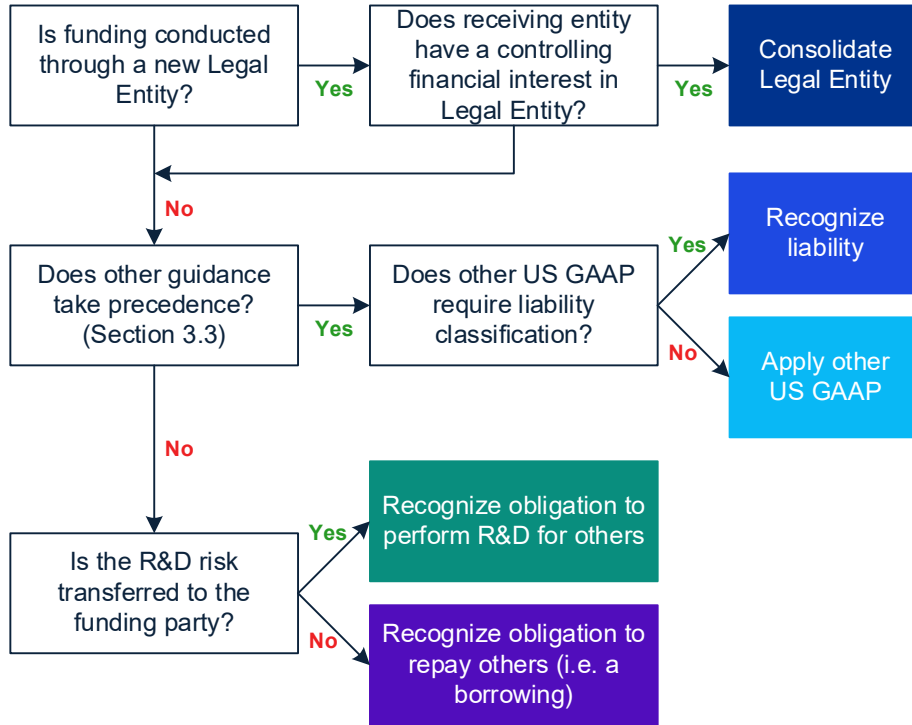 Is funding conducted
through a new Legal
Entity?
Yes
Does receiving entity
have a controlling
financial interest in
Legal Entity?
Yes
Consolidate
Legal Entity
No
Does other guidance
take precedence?
(Section 3.3)
Yes
Does other US GAAP
require liability
classification?
Yes
Recognize
liability
No
Apply other
US GAAP
No
Is the R&D risk
transferred to the
funding party?
Yes
Recognize obligation to
perform R&D for others
No
Recognize obligation to
repay others (i.e. a
borrowing)